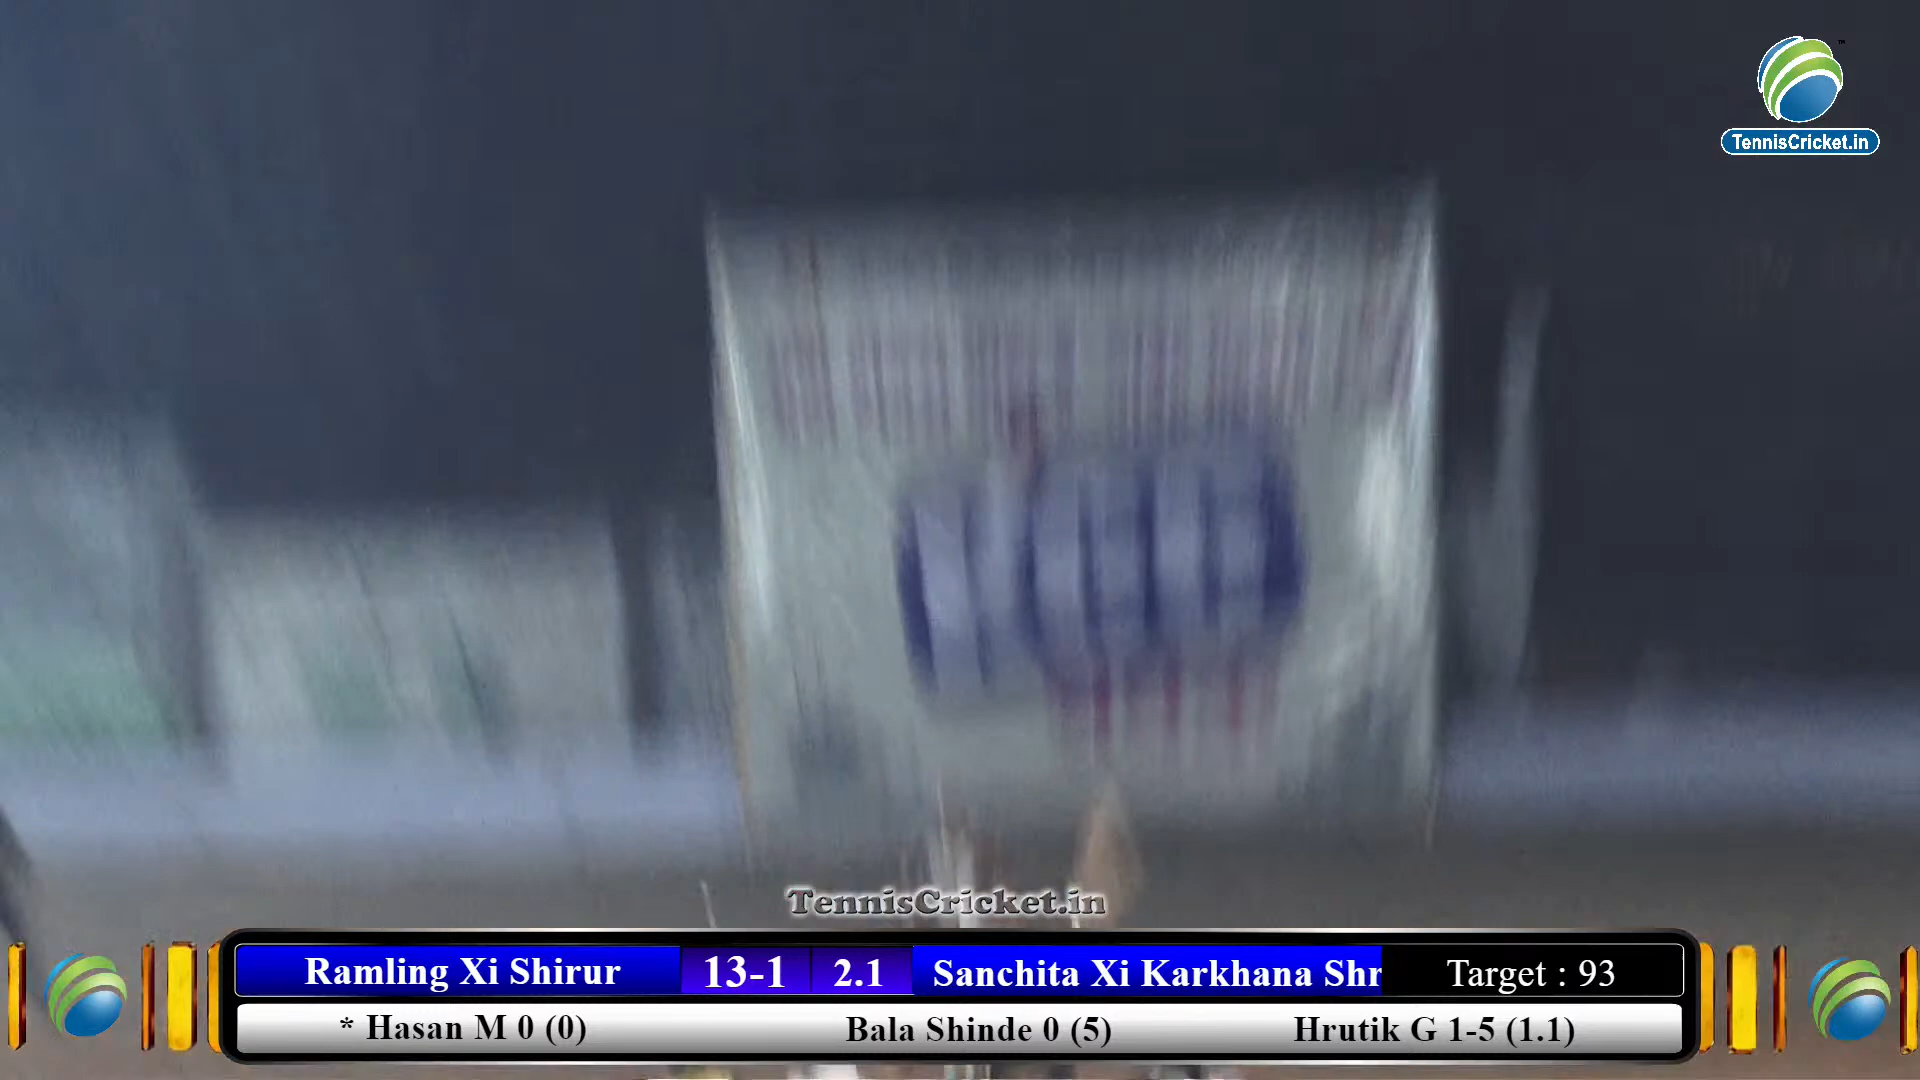 TM
TennisCricket.in
TennisCricket.in
Ramling Xi Shirur 13-1 2.1 Sanchita Xi Karkhana Shr Target : 93
* Hasan M 0 (0) Bala Shinde 0 (5) Hrutik G 1-5 (1.1)